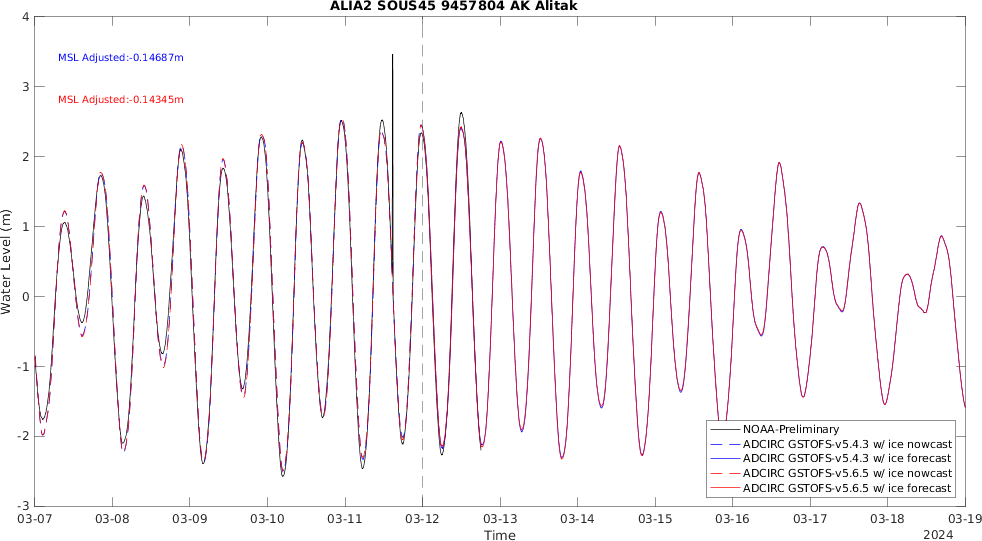 ALIA2 SOUS45 9457804 AK Alitak
4
3
2
1
0
-1
-2
-3
Water Level (m)
MSL Adjusted:-0.14687m
MSL Adjusted:-0.14345m
NOAA-Preliminary
ADCIRC GSTOFS-v5.4.3 w/ ice nowcast
ADCIRC GSTOFS-v5.4.3 w/ ice forecast
ADCIRC GSTOFS-v5.6.5 w/ ice nowcast
ADCIRC GSTOFS-v5.6.5 w/ ice forecast
03-07 03-08 03-09 03-10 03-11 03-12 03-13 03-14 03-15 03-16 03-17 03-18 03-19
Time
2024